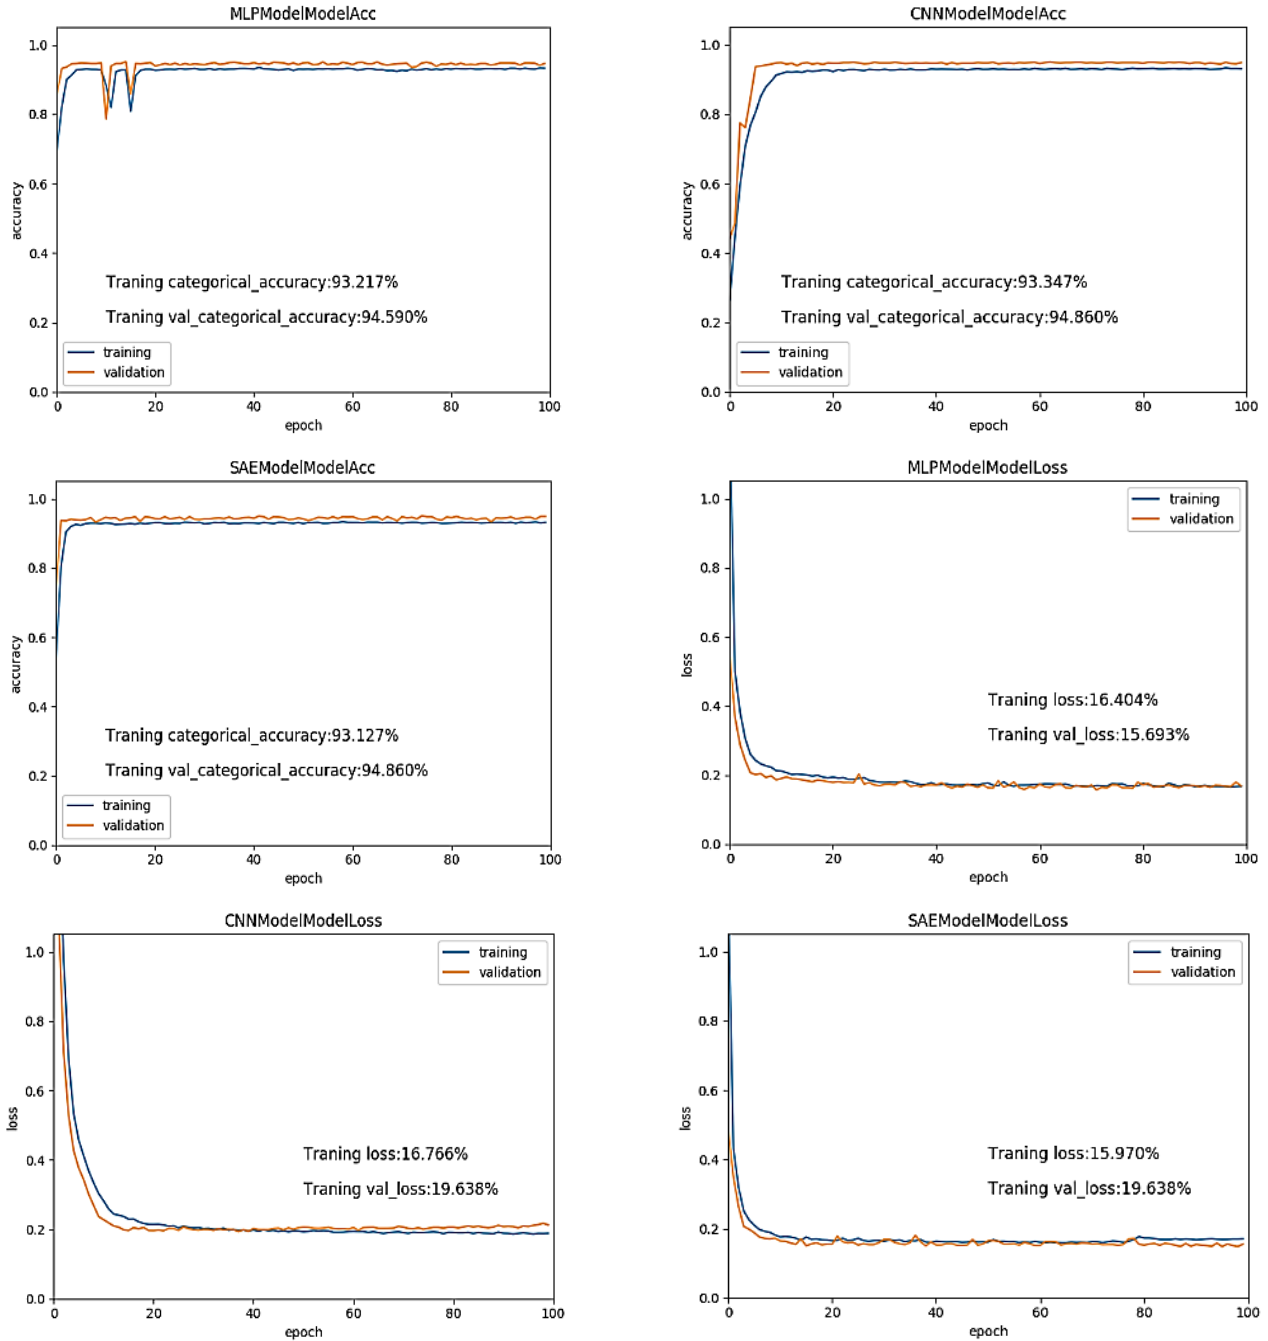 MLPModelModelAcc
1.0
0.8
0.6
0.4
0.2
0.0
accuracy
Traning categorical_accuracy:93.217%
Traning val_categorical_accuracy:94.590%
training
validation
0 20 40 60 80 100
epoch
CNNModelModelAcc
1.0
0.8
0.6
0.4
0.2
0.0
accuracy
Traning categorical_accuracy:93.347%
Traning val_categorical_accuracy:94.860%
training
validation
0 20 40 60 80 100
epoch
SAEModelModelAcc
1.0
0.8
0.6
0.4
0.2
0.0
accuracy
Traning categorical_accuracy:93.127%
Traning val_categorical_accuracy:94.860%
training
validation
0 20 40 60 80 100
epoch
MLPModelModelLoss
1.0
0.8
0.6
0.4
0.2
0.0
loss
training
validation
Traning loss:16.404%
Traning val_loss:15.693%
0 20 40 60 80 100
epoch
CNNModelModelLoss
1.0
0.8
0.6
0.4
0.2
0.0
loss
training
validation
Traning loss:16.766%
Traning val_loss:19.638%
0 20 40 60 80 100
epoch
SAEModelModelLoss
1.0
0.8
0.6
0.4
0.2
0.0
loss
training
validation
Traning loss:15.970%
Traning val_loss:19.638%
0 20 40 60 80 100
epoch